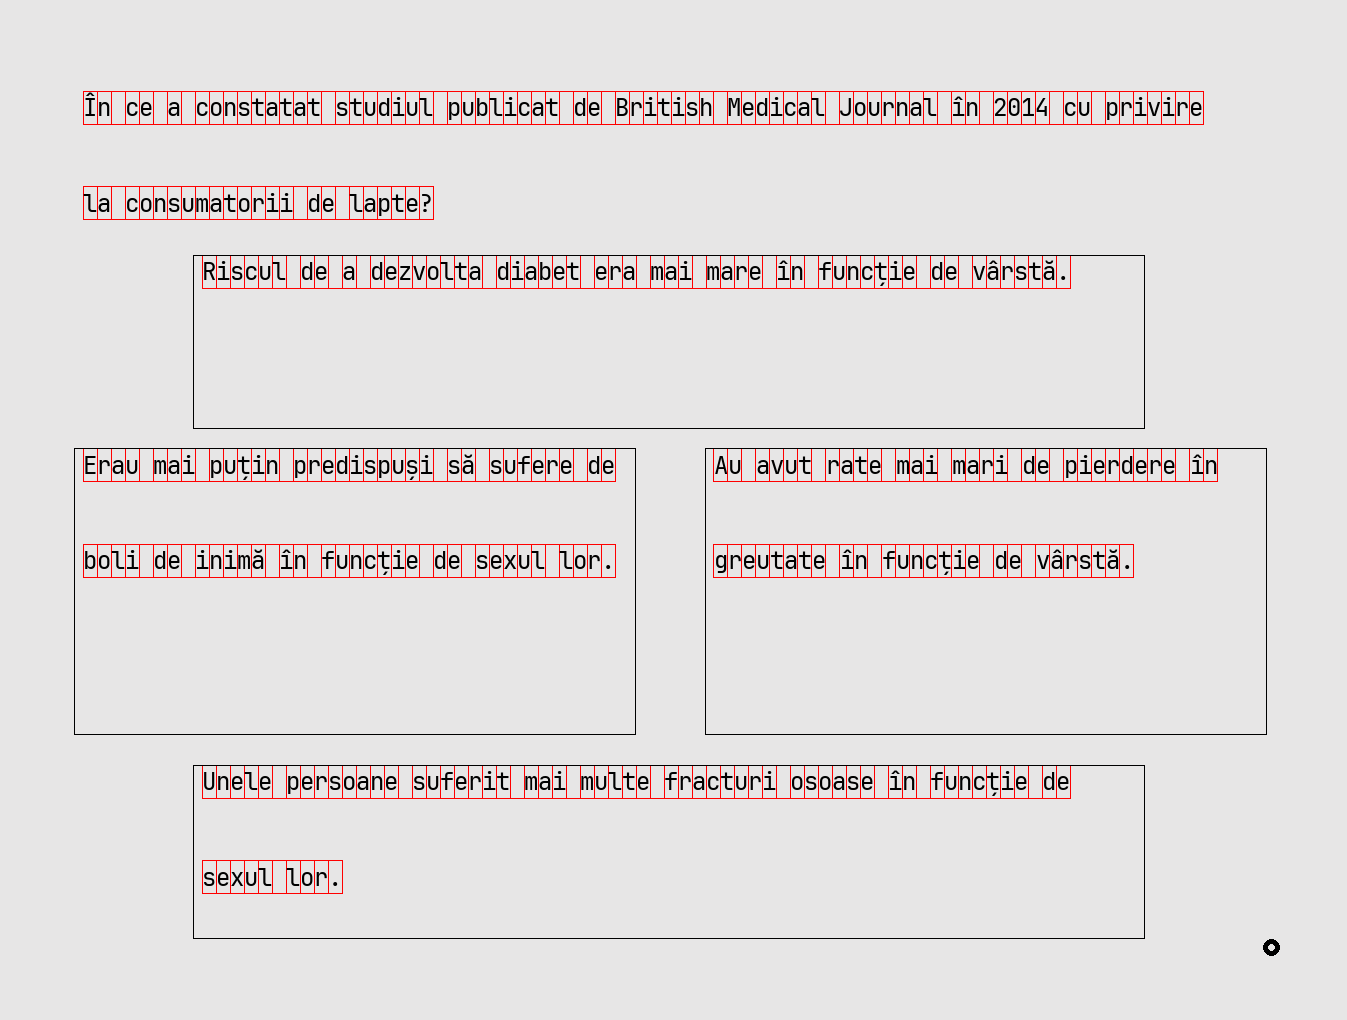 În ce a constatat studiul publicat de British Medical Journal în 2014 cu privire
la consumatorii de lapte?
Riscul de a dezvolta diabet era mai mare în funcție de vârstă.
Erau mai puțin predispuși să sufere de
boli de inimă în funcție de sexul lor.
Au avut rate mai mari de pierdere în
greutate în funcție de vârstă.
Unele persoane suferit mai multe fracturi osoase în funcție de
sexul lor.